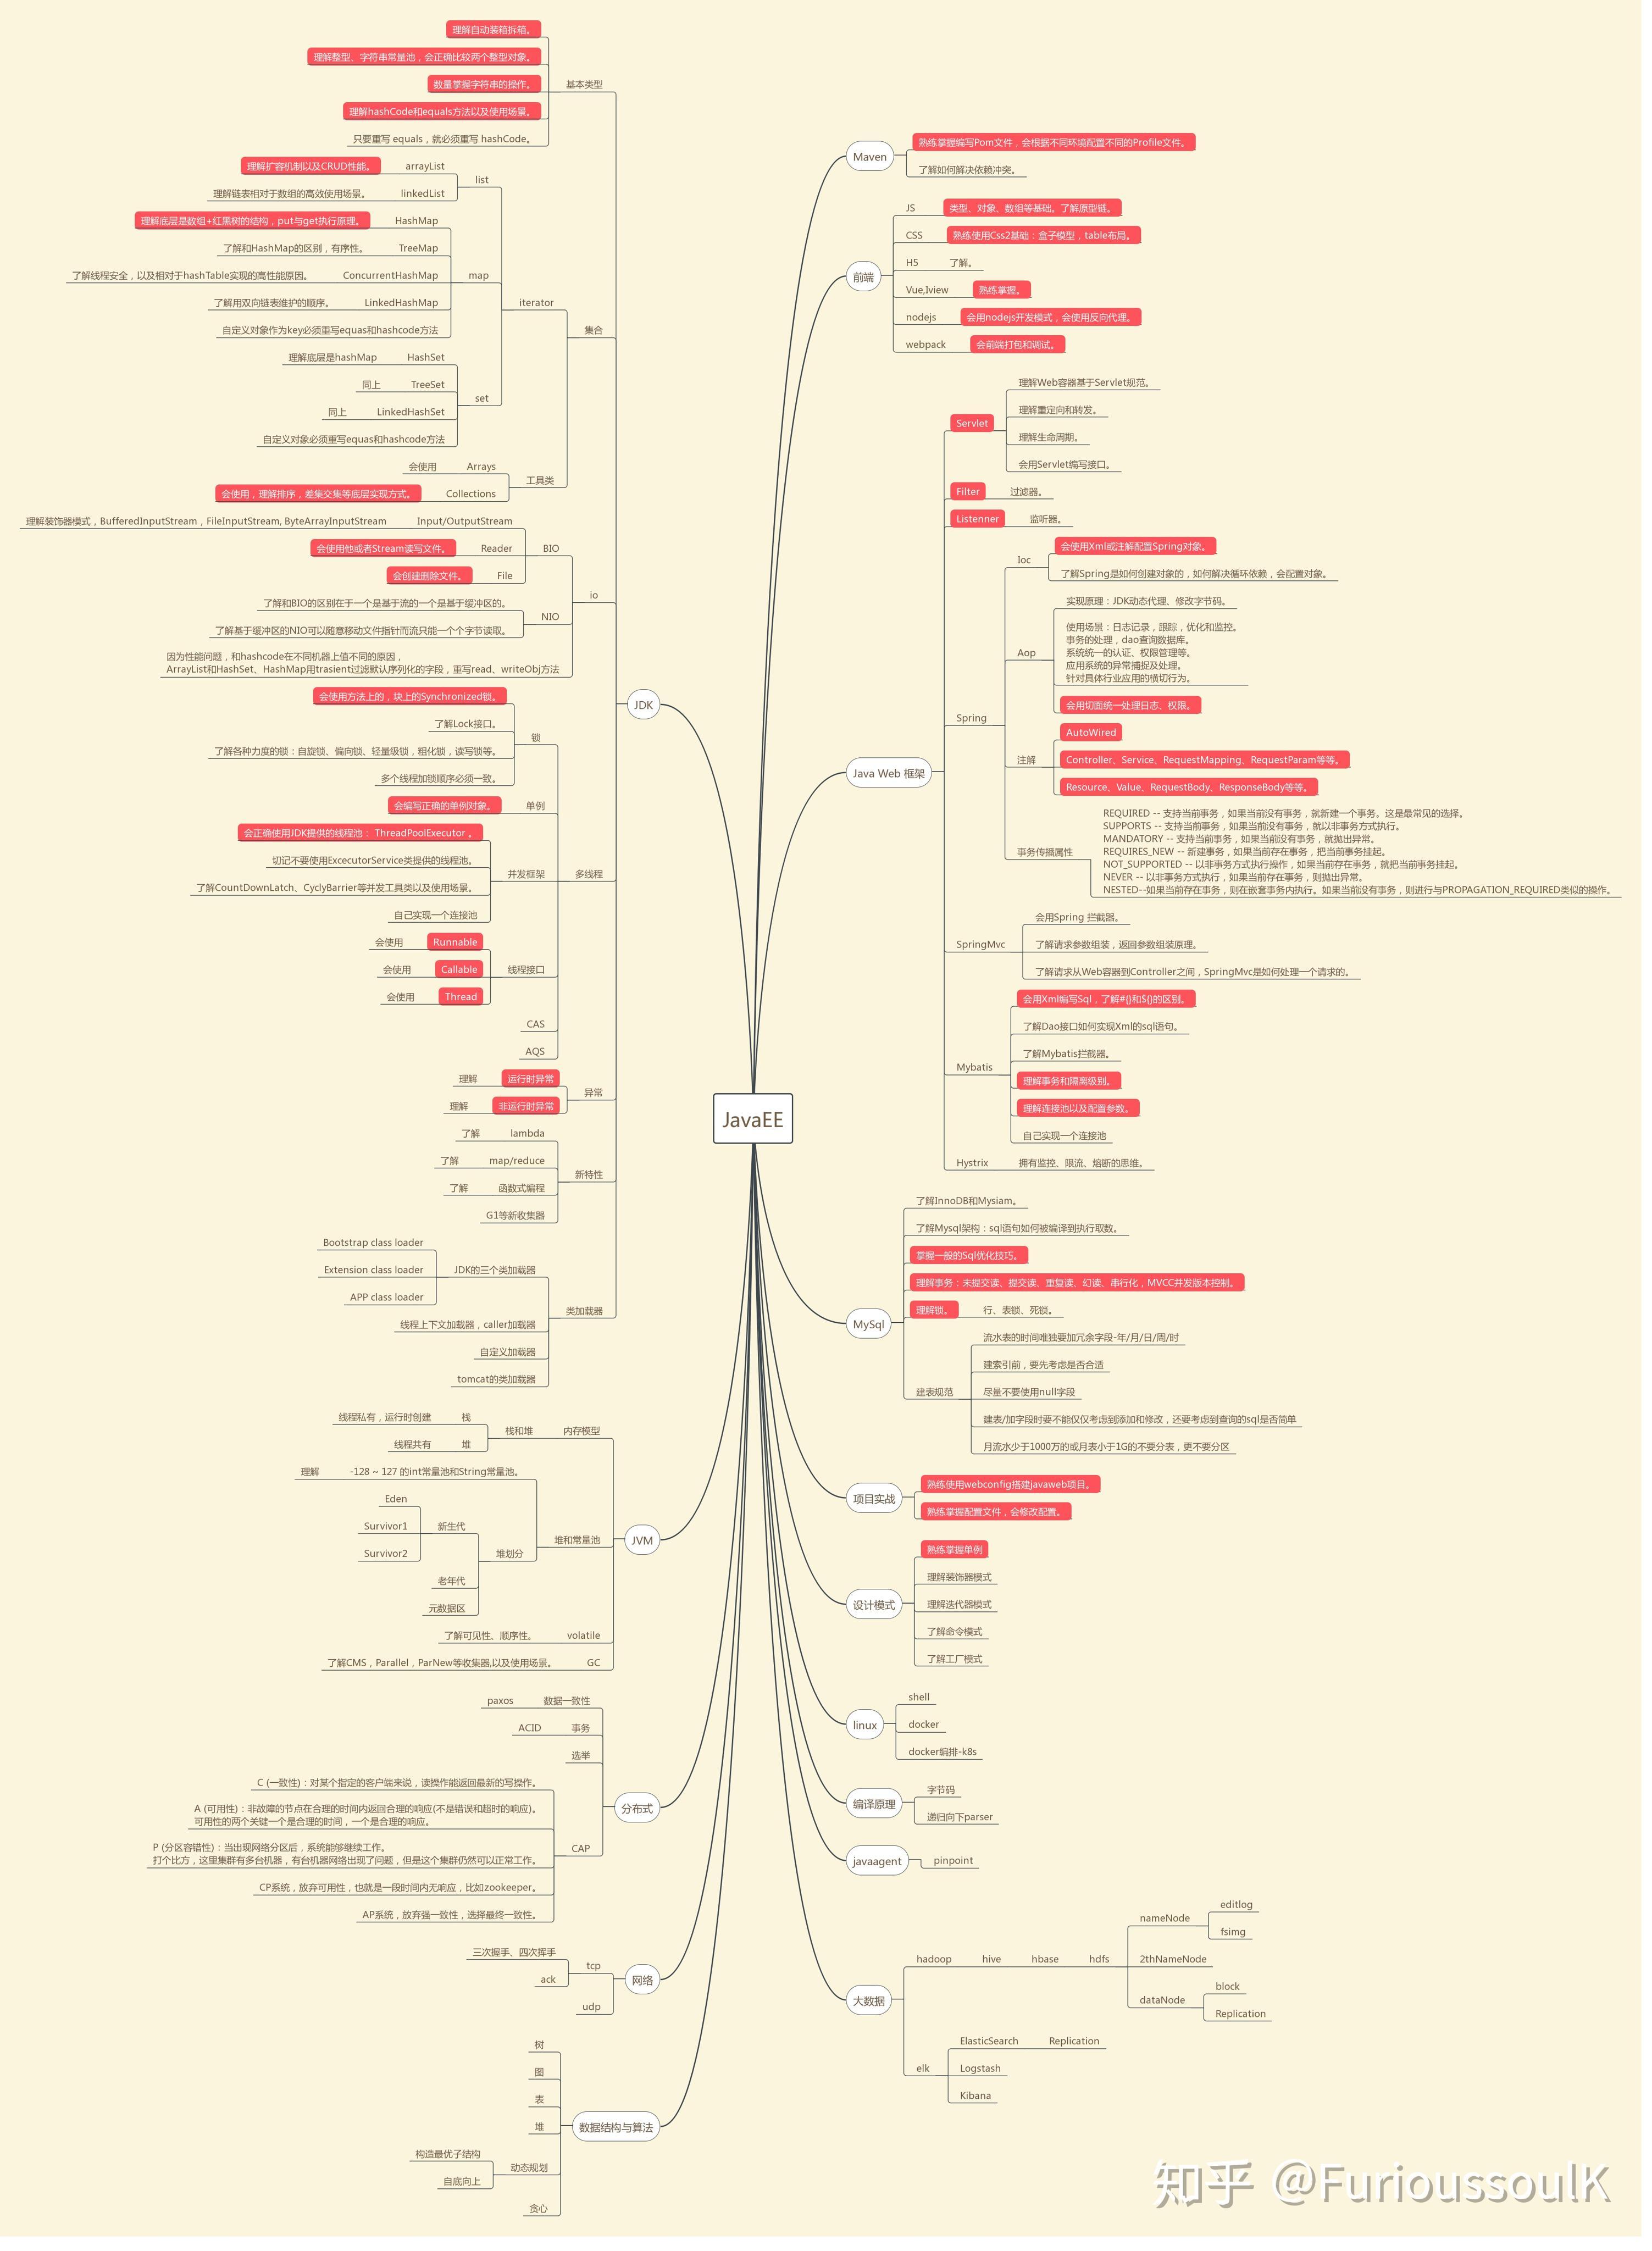 JavaEE
JDK
基本类型
理解自动装箱拆箱。
理解整型、字符串常量池，会正确比较两个整型对象。
数量掌握字符串的操作。
理解hashCode和equals方法以及使用场景。
只要重写 equals，就必须重写 hashCode。
集合
iterator
list
arrayList
理解扩容机制以及CRUD性能。
linkedList
理解链表相对于数组的高效使用场景。
map
HashMap
理解底层是数组+红黑树的结构，put与get执行原理。
TreeMap
了解和HashMap的区别，有序性。
ConcurrentHashMap
了解线程安全，以及相对于hashTable实现的高性能原因。
LinkedHashMap
了解用双向链表维护的顺序。
自定义对象作为key必须重写equas和hashcode方法
set
HashSet
理解底层是hashMap
TreeSet
同上
LinkedHashSet
同上
自定义对象必须重写equas和hashcode方法
工具类
Arrays
会使用
Collections
会使用，理解排序，差集交集等底层实现方式。
io
BIO
Input/OutputStream
理解装饰器模式，BufferedInputStream，FileInputStream, ByteArrayInputStream
Reader
会使用他或者Stream读写文件。
File
会创建删除文件。
NIO
了解和BIO的区别在于一个是基于流的一个是基于缓冲区的。
了解基于缓冲区的NIO可以随意移动文件指针而流只能一个个字节读取。
因为性能问题，和hashcode在不同机器上值不同的原因，
ArrayList和HashSet、HashMap用trasient过滤默认序列化的字段，重写read、writeObj方法
多线程
锁
会使用方法上的，块上的Synchronized锁。
了解Lock接口。
了解各种力度的锁：自旋锁、偏向锁、轻量级锁，粗化锁，读写锁等。
多个线程加锁顺序必须一致。
单例
会编写正确的单例对象。
并发框架
会正确使用JDK提供的线程池： ThreadPoolExecutor 。
切记不要使用ExcecutorService类提供的线程池。
了解CountDownLatch、CyclyBarrier等并发工具类以及使用场景。
自己实现一个连接池
线程接口
Runnable
会使用
Callable
会使用
Thread
会使用
CAS
AQS
异常
运行时异常
理解
非运行时异常
理解
新特性
lambda
了解
map/reduce
了解
函数式编程
了解
G1等新收集器
类加载器
JDK的三个类加载器
Bootstrap class loader
Extension class loader
APP class loader
线程上下文加载器，caller加载器
自定义加载器
tomcat的类加载器
JVM
内存模型
栈和堆
栈
线程私有，运行时创建
堆
线程共有
堆和常量池
-128 ~ 127 的int常量池和String常量池。
理解
堆划分
新生代
Eden
Survivor1
Survivor2
老年代
元数据区
volatile
了解可见性、顺序性。
GC
了解CMS，Parallel，ParNew等收集器,以及使用场景。
分布式
数据一致性
paxos
事务
ACID
选举
CAP
C (一致性)：对某个指定的客户端来说，读操作能返回最新的写操作。
A (可用性)：非故障的节点在合理的时间内返回合理的响应(不是错误和超时的响应)。
可用性的两个关键一个是合理的时间，一个是合理的响应。
P (分区容错性)：当出现网络分区后，系统能够继续工作。
打个比方，这里集群有多台机器，有台机器网络出现了问题，但是这个集群仍然可以正常工作。
CP系统，放弃可用性，也就是一段时间内无响应，比如zookeeper。
AP系统，放弃强一致性，选择最终一致性。
网络
tcp
三次握手、四次挥手
ack
udp
数据结构与算法
树
图
表
堆
动态规划
构造最优子结构
自底向上
贪心
Maven
熟练掌握编写Pom文件，会根据不同环境配置不同的Profile文件。
了解如何解决依赖冲突。
前端
JS
类型、对象、数组等基础。了解原型链。
CSS
熟练使用Css2基础：盒子模型，table布局。
H5
了解。
Vue,Iview
熟练掌握。
nodejs
会用nodejs开发模式，会使用反向代理。
webpack
会前端打包和调试。
Java Web 框架
Servlet
理解Web容器基于Servlet规范。
理解重定向和转发。
理解生命周期。
会用Servlet编写接口。
Filter
过滤器。
Listenner
监听器。
Spring
Ioc
会使用Xml或注解配置Spring对象。
了解Spring是如何创建对象的，如何解决循环依赖，会配置对象。
Aop
实现原理：JDK动态代理、修改字节码。
使用场景：日志记录，跟踪，优化和监控。
事务的处理，dao查询数据库。
系统统一的认证、权限管理等。
应用系统的异常捕捉及处理。
针对具体行业应用的横切行为。
会用切面统一处理日志、权限。
注解
AutoWired
Controller、Service、RequestMapping、RequestParam等等。
Resource、Value、RequestBody、ResponseBody等等。
事务传播属性
REQUIRED -- 支持当前事务，如果当前没有事务，就新建一个事务。这是最常见的选择。
SUPPORTS -- 支持当前事务，如果当前没有事务，就以非事务方式执行。
MANDATORY -- 支持当前事务，如果当前没有事务，就抛出异常。
REQUIRES_NEW -- 新建事务，如果当前存在事务，把当前事务挂起。
NOT_SUPPORTED -- 以非事务方式执行操作，如果当前存在事务，就把当前事务挂起。
NEVER -- 以非事务方式执行，如果当前存在事务，则抛出异常。
NESTED--如果当前存在事务，则在嵌套事务内执行。如果当前没有事务，则进行与PROPAGATION_REQUIRED类似的操作。
SpringMvc
会用Spring 拦截器。
了解请求参数组装，返回参数组装原理。
了解请求从Web容器到Controller之间，SpringMvc是如何处理一个请求的。
Mybatis
会用Xml编写Sql，了解#{}和${}的区别。
了解Dao接口如何实现Xml的sql语句。
了解Mybatis拦截器。
理解事务和隔离级别。
理解连接池以及配置参数。
自己实现一个连接池
Hystrix
拥有监控、限流、熔断的思维。
MySql
了解InnoDB和Mysiam。
了解Mysql架构：sql语句如何被编译到执行取数。
掌握一般的Sql优化技巧。
理解事务：未提交读、提交读、重复读、幻读、串行化，MVCC并发版本控制。
理解锁。
行、表锁、死锁。
建表规范
流水表的时间唯独要加冗余字段-年/月/日/周/时
建索引前，要先考虑是否合适
尽量不要使用null字段
建表/加字段时要不能仅仅考虑到添加和修改，还要考虑到查询的sql是否简单
月流水少于1000万的或月表小于1G的不要分表，更不要分区
项目实战
熟练使用webconfig搭建javaweb项目。
熟练掌握配置文件，会修改配置。
设计模式
熟练掌握单例
理解装饰器模式
理解迭代器模式
了解命令模式
了解工厂模式
linux
shell
docker
docker编排-k8s
编译原理
字节码
递归向下parser
javaagent
pinpoint
大数据
hadoop
hive
hbase
hdfs
nameNode
editlog
fsimg
2thNameNode
dataNode
block
Replication
elk
ElasticSearch
Replication
Logstash
Kibana
知乎 @FurioussoulK